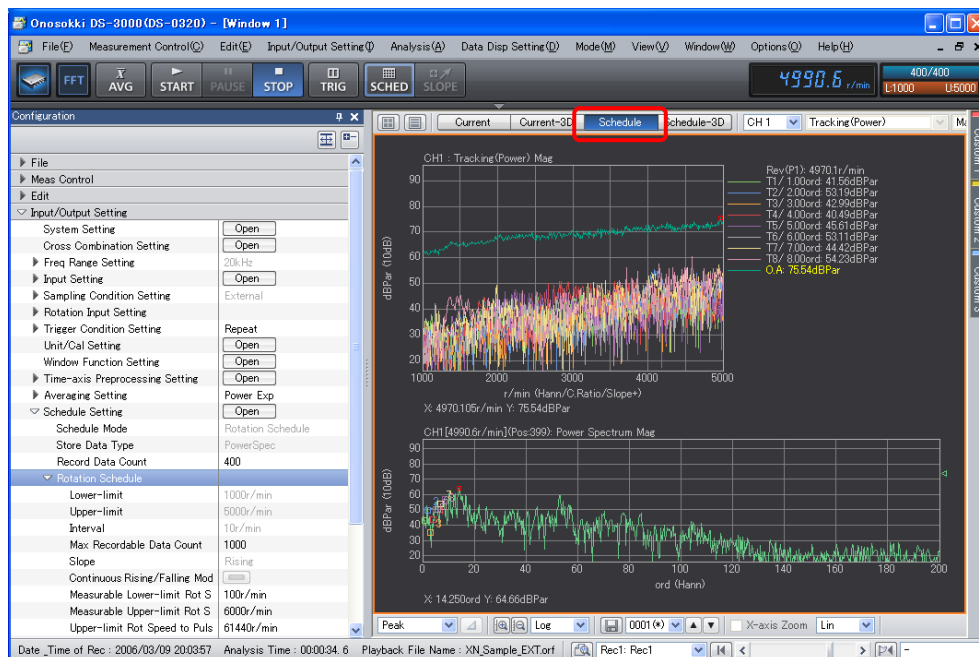 Onosokki DS-3000(DS-0320) - [Window 1]
File(F) Measurement Control(C) Edit(E) Input/Output Setting(I) Analysis(A) Data Disp Setting(D) Mode(M) View(V) Window(W) Options(O) Help(H)
FFT X AVG START PAUSE STOP TRIG SCHED SLOPE 4990.6 r/min 400/400
L:1000 U:5000
Configuration
Current Current-3D Schedule Schedule-3D CH 1 Tracking(Power) Ma
File
Meas Control
Edit
Input/Output Setting
System Setting Open
Cross Combination Setting Open
Freq Range Setting 20kHz
Input Setting Open
Sampling Condition Setting External
Rotation Input Setting
Trigger Condition Setting Repeat
Unit/Cal Setting Open
Window Function Setting Open
Time-axis Preprocessing Setting Open
Averaging Setting Power Exp
Schedule Setting Open
Schedule Mode Rotation Schedule
Store Data Type PowerSpec
Record Data Count 400
Rotation Schedule
Lower-limit 1000r/min
Upper-limit 5000r/min
Interval 10r/min
Max Recordable Data Count 1000
Slope Rising
Continuous Rising/Falling Mod
Measurable Lower-limit Rot S 100r/min
Measurable Upper-limit Rot S 6000r/min
Upper-limit Rot Speed to Puls 61440r/min
CH1 : Tracking(Power) Mag
Rev(P1): 4970.1r/min
T1/ 1.00ord: 41.56dBPar
T2/ 2.00ord: 53.19dBPar
T3/ 3.00ord: 42.99dBPar
T4/ 4.00ord: 40.49dBPar
T5/ 5.00ord: 45.61dBPar
T6/ 6.00ord: 53.11dBPar
T7/ 7.00ord: 44.42dBPar
T8/ 8.00ord: 54.23dBPar
O.A: 75.54dBPar
dBPar (10dB)
90
80
70
60
50
40
30
20
1000 2000 3000 4000 5000
r/min (Hann/C.Ratio/Slope+)
X: 4970.105r/min Y: 75.54dBPar
CH1[4990.6r/min](Pos:399): Power Spectrum Mag
dBPar (10dB)
90
80
70
60
50
40
30
20
0 20 40 60 80 100 120 140 160 180 200
ord (Hann)
X: 14.250ord Y: 64.66dBPar
Custom 1
Custom 2
Custom 3
Peak Log 0001 (*) X-axis Zoom Lin
Date_Time of Rec : 2006/03/09 20:03:57 Analysis Time : 00:00:34. 6 Playback File Name : XN_Sample_EXT.orf Rec1: Rec1 -